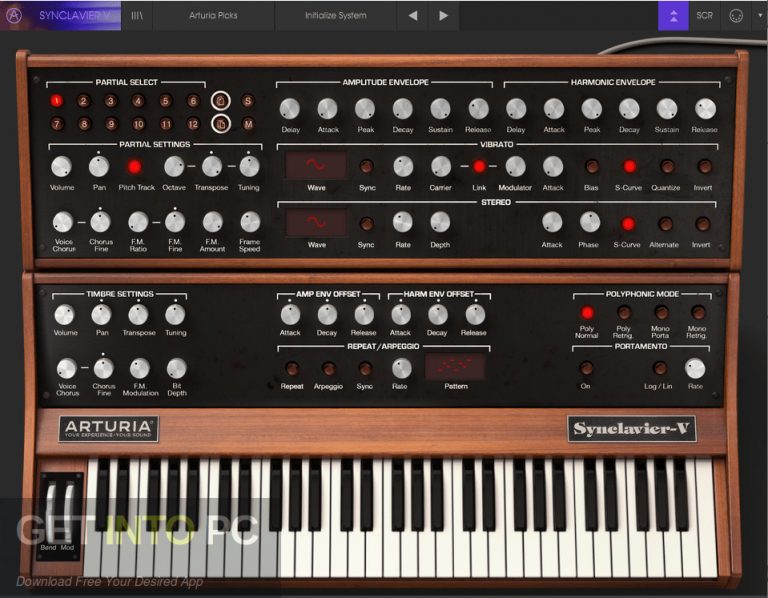 SYNCLAVIER V
Arturia Picks
Initialize System
SCR
PARTIAL SELECT
1 2 3 4 5 6 S
7 8 9 10 11 12 M
AMPLITUDE ENVELOPE
Delay Attack Peak Decay Sustain Release
HARMONIC ENVELOPE
Delay Attack Peak Decay Sustain Release
PARTIAL SETTINGS
Volume Pan Pitch Track Octave Transpose Tuning
VIBRATO
Wave Sync Rate Carrier Link Modulator Attack Bias S-Curve Quantize Invert
Voice Chorus Chorus Fine F.M. Ratio F.M. Fine F.M. Amount Frame Speed
STEREO
Wave Sync Rate Depth Attack Phase S-Curve Alternate Invert
TIMBRE SETTINGS
Volume Pan Transpose Tuning
AMP ENV OFFSET
Attack Decay Release
HARM ENV OFFSET
Attack Decay Release
POLYPHONIC MODE
Poly Normal Poly Retrig. Mono Porta Mono Retrig.
Voice Chorus Chorus Fine F.M. Modulation Bit Depth
REPEAT/ARPEGGIO
Repeat Arpeggio Sync Rate Pattern
PORTAMENTO
On Log / Lin Rate
ARTURIA
YOUR EXPERIENCE • YOUR SOUND
Synclavier-V
Bend Mod
GET INTO PC
Download Free Your Desired App